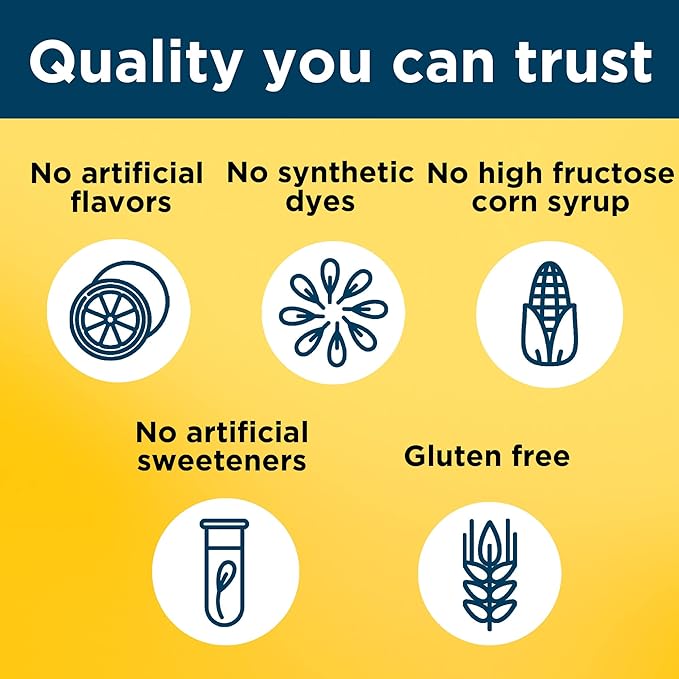 Quality you can trust
No artificial
flavors
No synthetic
dyes
No high fructose
corn syrup
No artificial
sweeteners
Gluten free